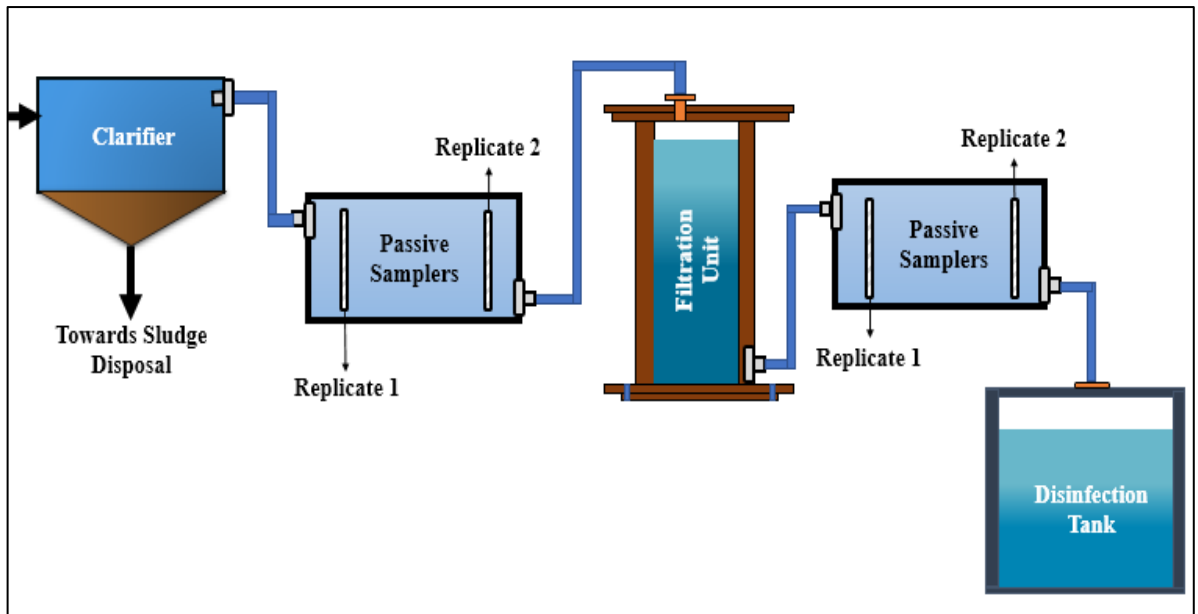 Clarifier
Towards Sludge
Disposal
Replicate 2
Passive
Samplers
Replicate 1
Filtration
Unit
Replicate 2
Passive
Samplers
Replicate 1
Disinfection
Tank